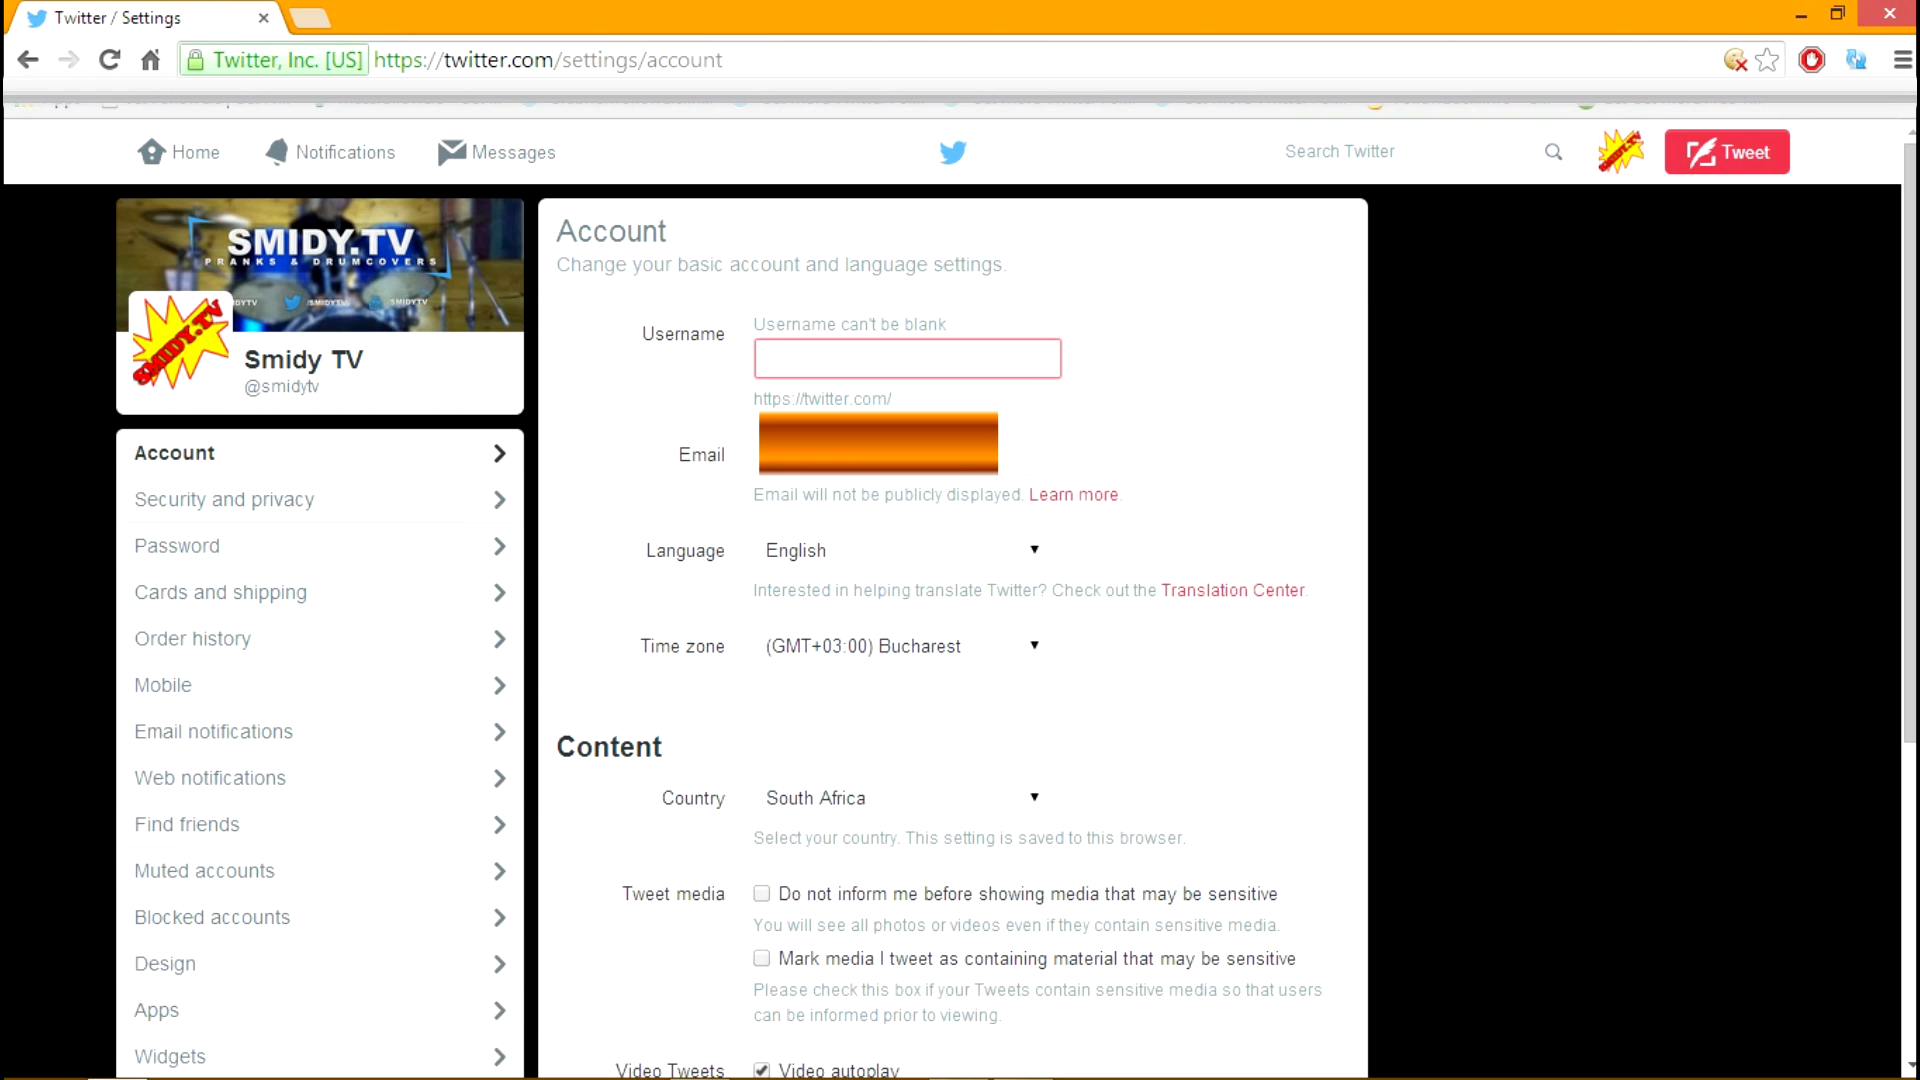 Twitter / Settings
Twitter, Inc. [US] https://twitter.com/settings/account
Home
Notifications
Messages
Search Twitter
Tweet
SMIDY.TV
PRANKS & DRUMCOVERS
SMIDYTV
SMIDY.TV
Smidy TV
@smidytv
Account
Security and privacy
Password
Cards and shipping
Order history
Mobile
Email notifications
Web notifications
Find friends
Muted accounts
Blocked accounts
Design
Apps
Widgets
Account
Change your basic account and language settings.
Username
Username can't be blank
https://twitter.com/
Email
Email will not be publicly displayed. Learn more.
Language
English
Interested in helping translate Twitter? Check out the Translation Center.
Time zone
(GMT+03:00) Bucharest
Content
Country
South Africa
Select your country. This setting is saved to this browser.
Tweet media
Do not inform me before showing media that may be sensitive
You will see all photos or videos even if they contain sensitive media.
Mark media I tweet as containing material that may be sensitive
Please check this box if your Tweets contain sensitive media so that users
can be informed prior to viewing.
Video Tweets
Video autoplay